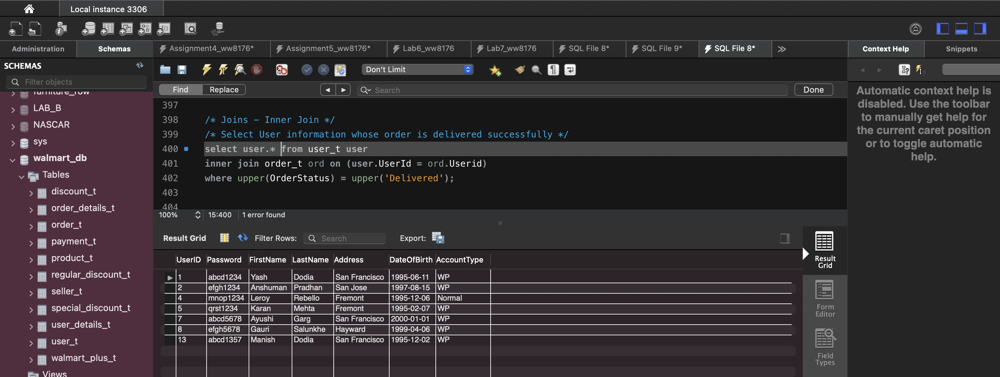 Local instance 3306
Administration
Schemas
Assignment4_ww8176*
Assignment5_ww8176*
Lab6_ww8176
Lab7_ww8176
SQL File 8*
SQL File 9*
SQL File 8*
Context Help
Snippets
SCHEMAS
Don't Limit
Filter objects
Find
Replace
Search
Done
furniture_row
LAB_B
NASCAR
sys
walmart_db
Tables
discount_t
order_details_t
order_t
payment_t
product_t
regular_discount_t
seller_t
special_discount_t
user_details_t
user_t
walmart_plus_t
Views
397
398 /* Joins – Inner Join */
399 /* Select User information whose order is delivered successfully */
400 select user.* from user_t user
401 inner join order_t ord on (user.UserId = ord.Userid)
402 where upper(OrderStatus) = upper('Delivered');
403
404
100% 15:400 1 error found
Automatic context help is
disabled. Use the toolbar
to manually get help for
the current caret position
or to toggle automatic
help.
Result Grid Filter Rows: Search Export:
UserID Password FirstName LastName Address DateOfBirth AccountType
1 abcd1234 Yash Dodia San Francisco 1995-06-11 WP
2 efgh1234 Anshuman Pradhan San Jose 1997-08-15 WP
4 mnop1234 Leroy Rebello Fremont 1995-12-06 Normal
5 qrst1234 Karan Mehta Fremont 1995-02-07 WP
7 abcd5678 Ayushi Garg San Francisco 2000-01-01 WP
8 efgh5678 Gauri Salunkhe Hayward 1999-04-06 WP
13 abcd1357 Manish Dodia San Francisco 1995-12-02 WP
Result
Grid
Form
Editor
Field
Types